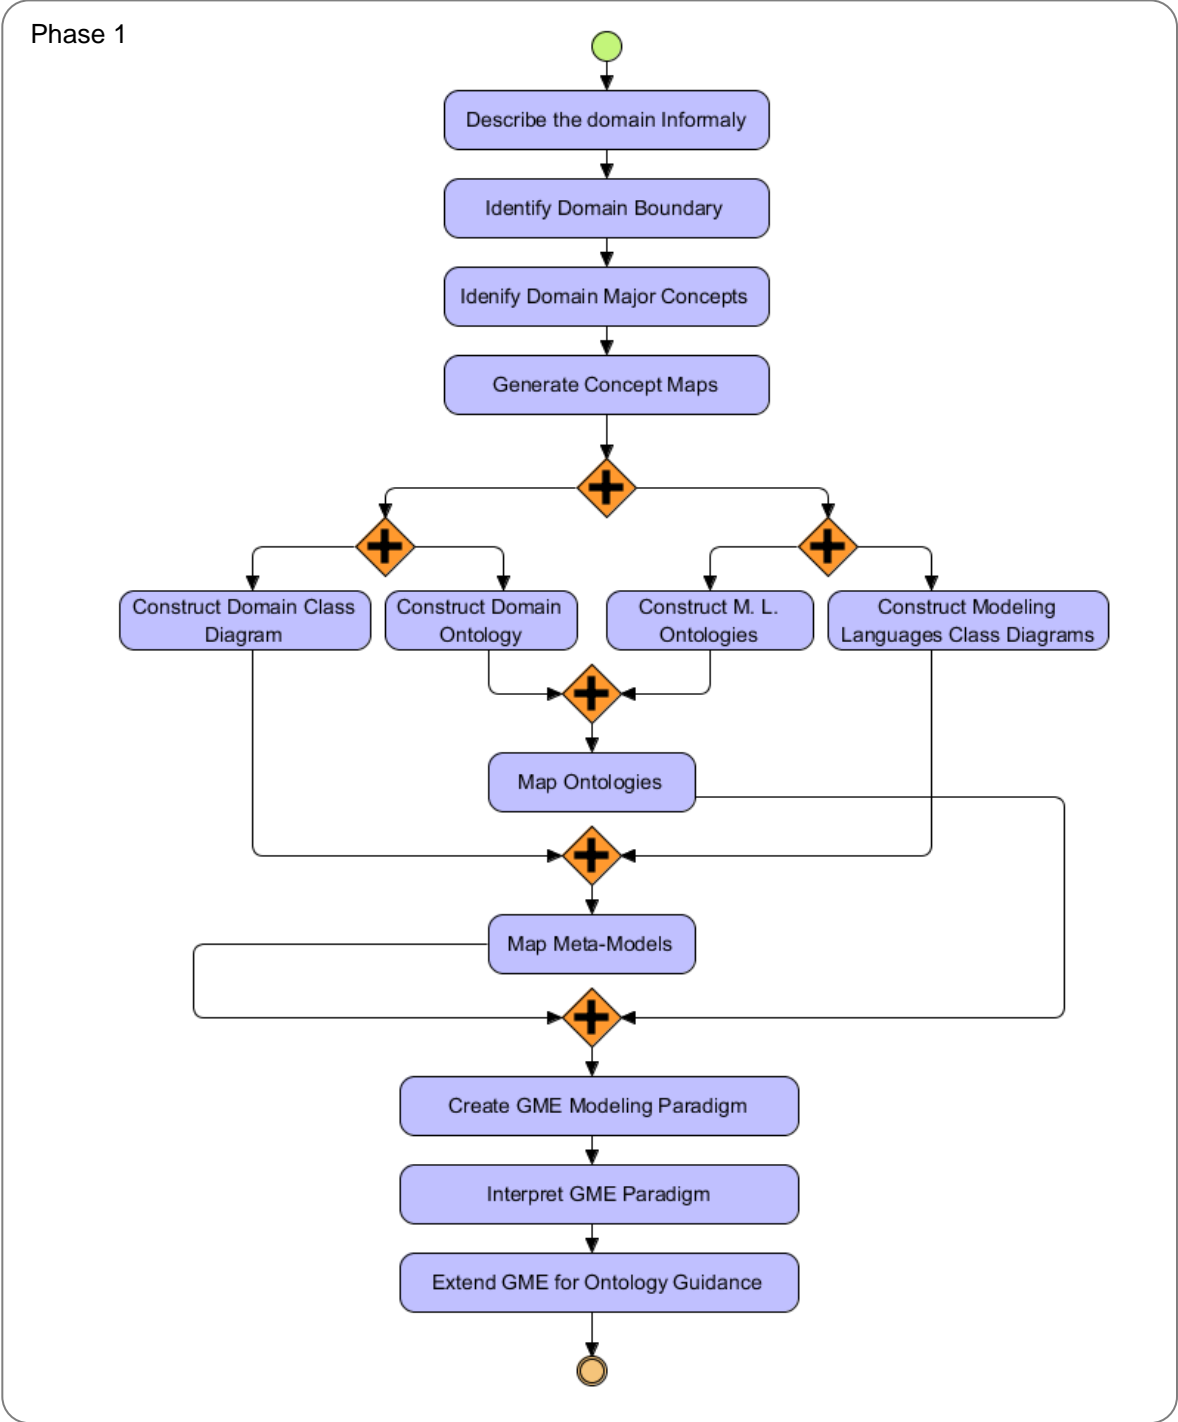 Phase 1
Describe the domain Informaly
Identify Domain Boundary
Idenify Domain Major Concepts
Generate Concept Maps
Construct Domain Class
Diagram
Construct Domain
Ontology
Construct M. L.
Ontologies
Construct Modeling
Languages Class Diagrams
Map Ontologies
Map Meta-Models
Create GME Modeling Paradigm
Interpret GME Paradigm
Extend GME for Ontology Guidance